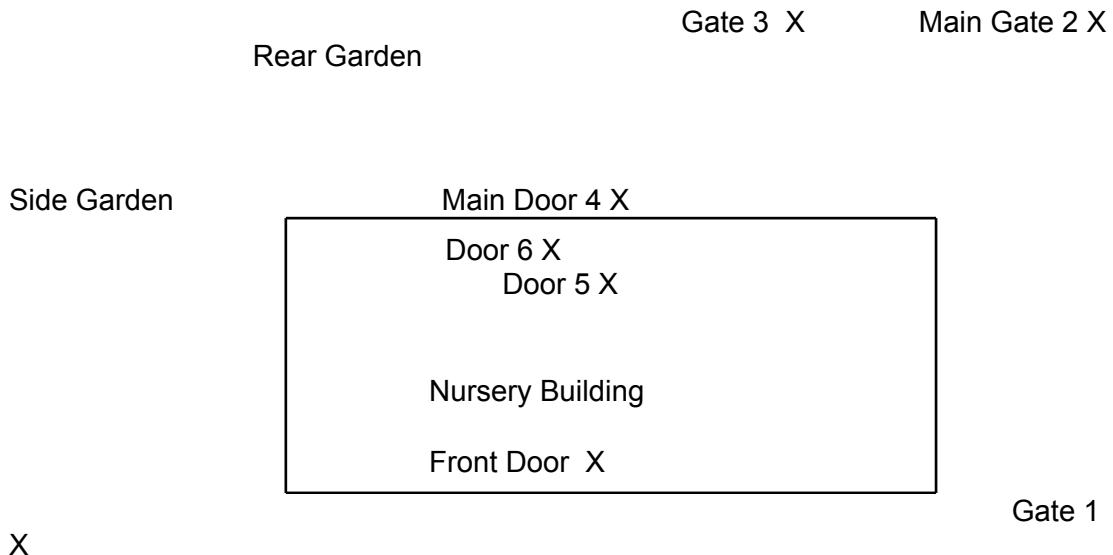 Gate 3 X Main Gate 2 X
Rear Garden
Side Garden Main Door 4 X
Door 6 X
Door 5 X
Nursery Building
Front Door X
Gate 1
X